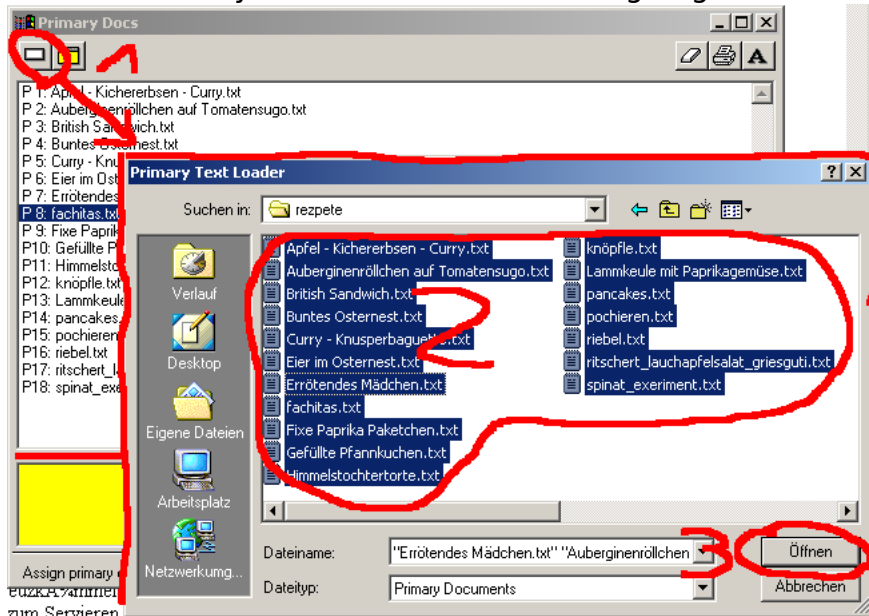 Primary Docs
1
A
P 1: Apfel - Kichererbsen - Curry.txt
P 2: Auberginenröllchen auf Tomatensugo.txt
P 3: British Sandwich.txt
P 4: Buntes Osternest.txt
P 5: Curry - Knu
P 6: Eier im Ost
P 7: Errötendes
P 8: fachitas.txt
P 9: Fixe Paprik
P10: Gefüllte P
P11: Himmelsto
P12: knöpfle.txt
P13: Lammkeule
P14: pancakes.
P15: pochieren
P16: riebel.txt
P17: ritschert_l
P18: spinat_exe
Assign primary
zum Servieren
Primary Text Loader
Suchen in:
rezpete
Verlauf
Desktop
Eigene Dateien
Arbeitsplatz
Netzwerkumg...
Apfel - Kichererbsen - Curry.txt
Auberginenröllchen auf Tomatensugo.txt
British Sandwich.txt
Buntes Osternest.txt
Curry - Knusperbaguette.txt
Eier im Osternest.txt
Errötendes Mädchen.txt
fachitas.txt
Fixe Paprika Paketchen.txt
Gefüllte Pfannkuchen.txt
Himmelstochtertorte.txt
2
knöpfle.txt
Lammkeule mit Paprikagemüse.txt
pancakes.txt
pochieren.txt
riebel.txt
ritschert_lauchapfelsalat_griesguti.txt
spinat_exeriment.txt
Dateiname:
"Errötendes Mädchen.txt" "Auberginenröllchen
3
Öffnen
Dateityp:
Primary Documents
Abbrechen